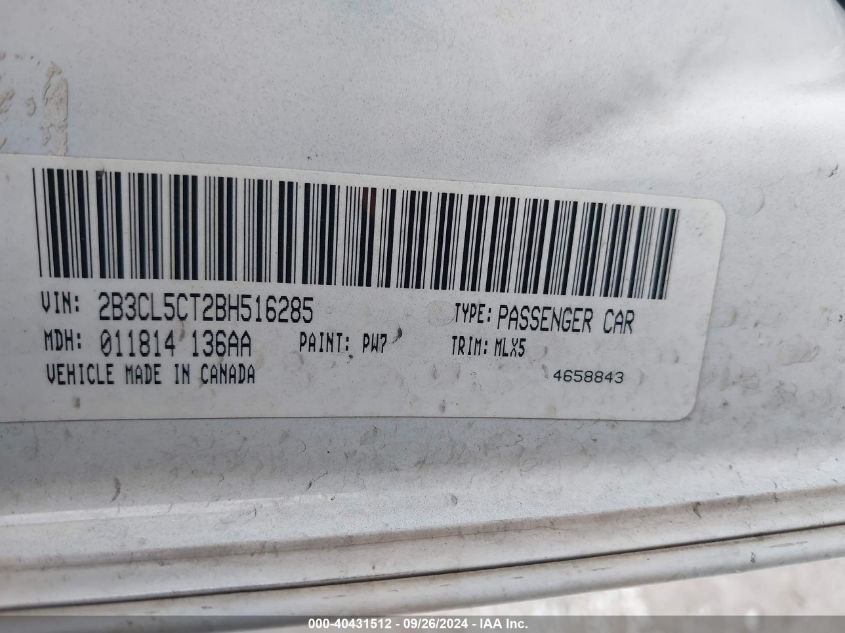 VIN: 2B3CL5CT2BH516285 TYPE: PASSENGER CAR
MDH: 011814 136AA PAINT: PW7 TRIM: MLX5
VEHICLE MADE IN CANADA 4658843
000-40431512 - 09/26/2024 - IAA Inc.